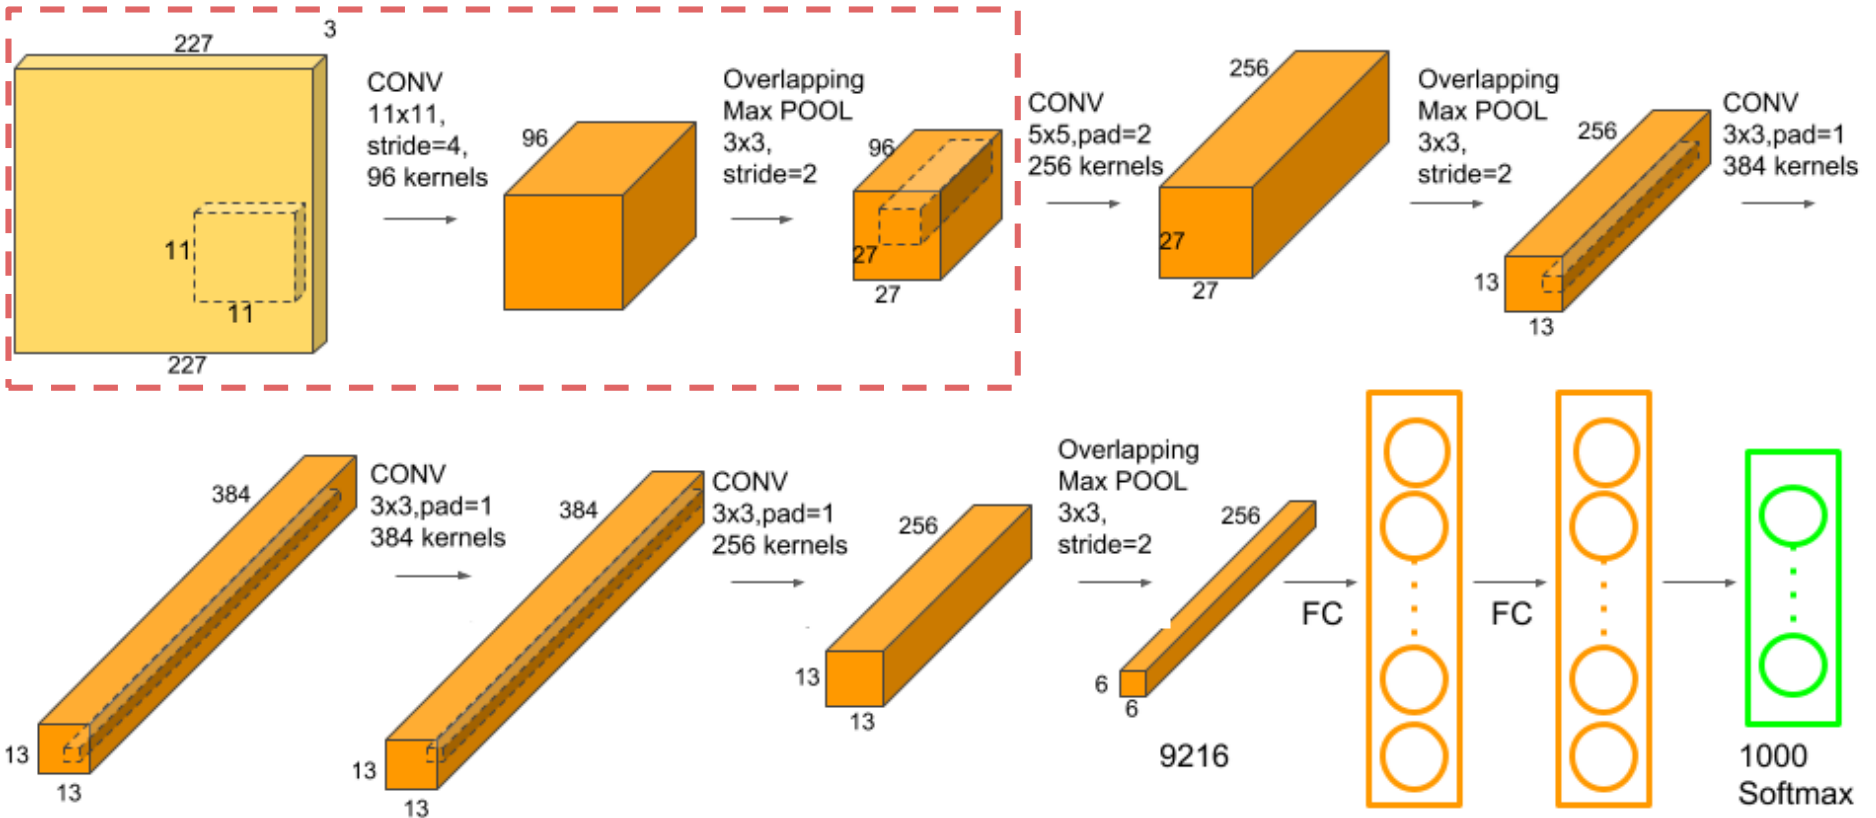 227
3
CONV
11x11,
stride=4,
96 kernels
11
11
227
96
Overlapping
Max POOL
3x3,
stride=2
96
27
27
CONV
5x5,pad=2
256 kernels
256
27
27
Overlapping
Max POOL
3x3,
stride=2
256
13
13
CONV
3x3,pad=1
384 kernels
384
13
13
CONV
3x3,pad=1
384 kernels
384
13
13
CONV
3x3,pad=1
256 kernels
256
13
13
Overlapping
Max POOL
3x3,
stride=2
256
6
6
9216
FC
FC
1000
Softmax